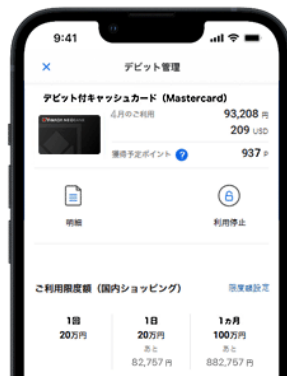 9:41
× デビット管理
デビット付キャッシュカード（Mastercard）
4月のご利用 93,208 円
209 USD
獲得予定ポイント ? 937 P
明細 利用停止
ご利用限度額（国内ショッピング） 限度額設定
1回 1日 1ヵ月
20万円 20万円 100万円
あと あと
82,757 円 882,757 円